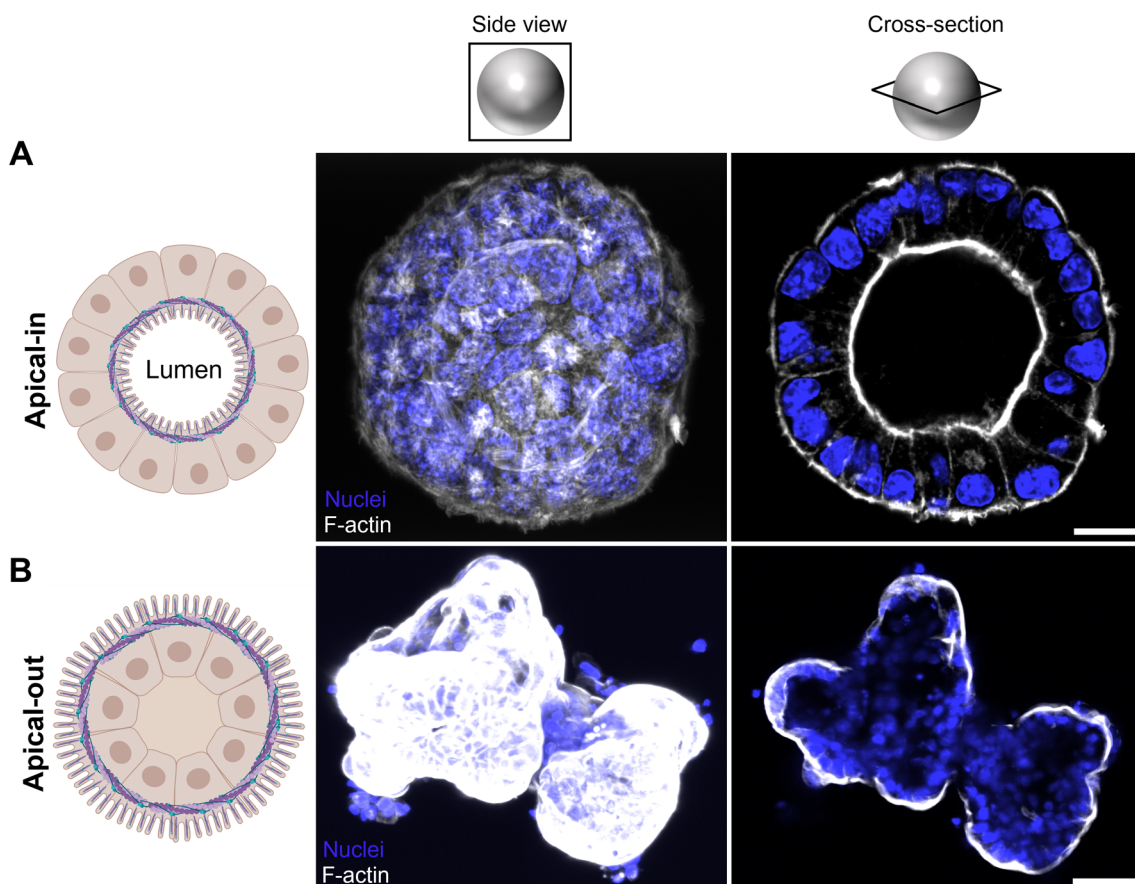 Side view
Cross-section
A
Apical-in
Lumen
Nuclei
F-actin
B
Apical-out
Nuclei
F-actin